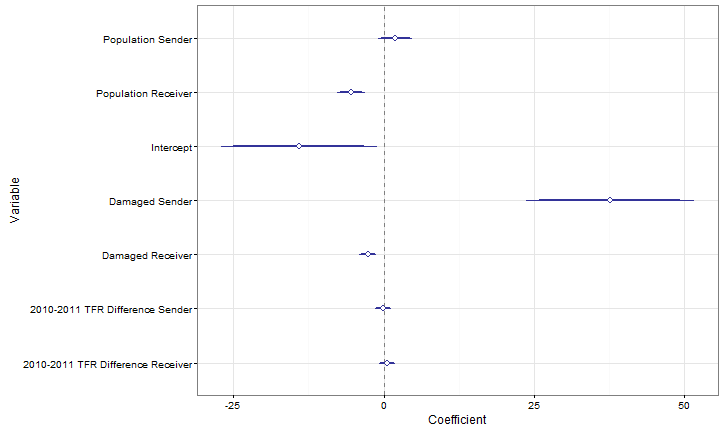 Population Sender
Population Receiver
Intercept
Damaged Sender
Damaged Receiver
2010-2011 TFR Difference Sender
2010-2011 TFR Difference Receiver
Variable
-25
0
25
50
Coefficient